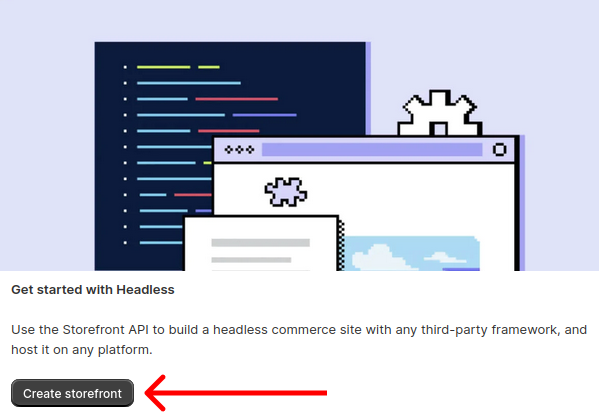 Get started with Headless
Use the Storefront API to build a headless commerce site with any third-party framework, and
host it on any platform.
Create storefront